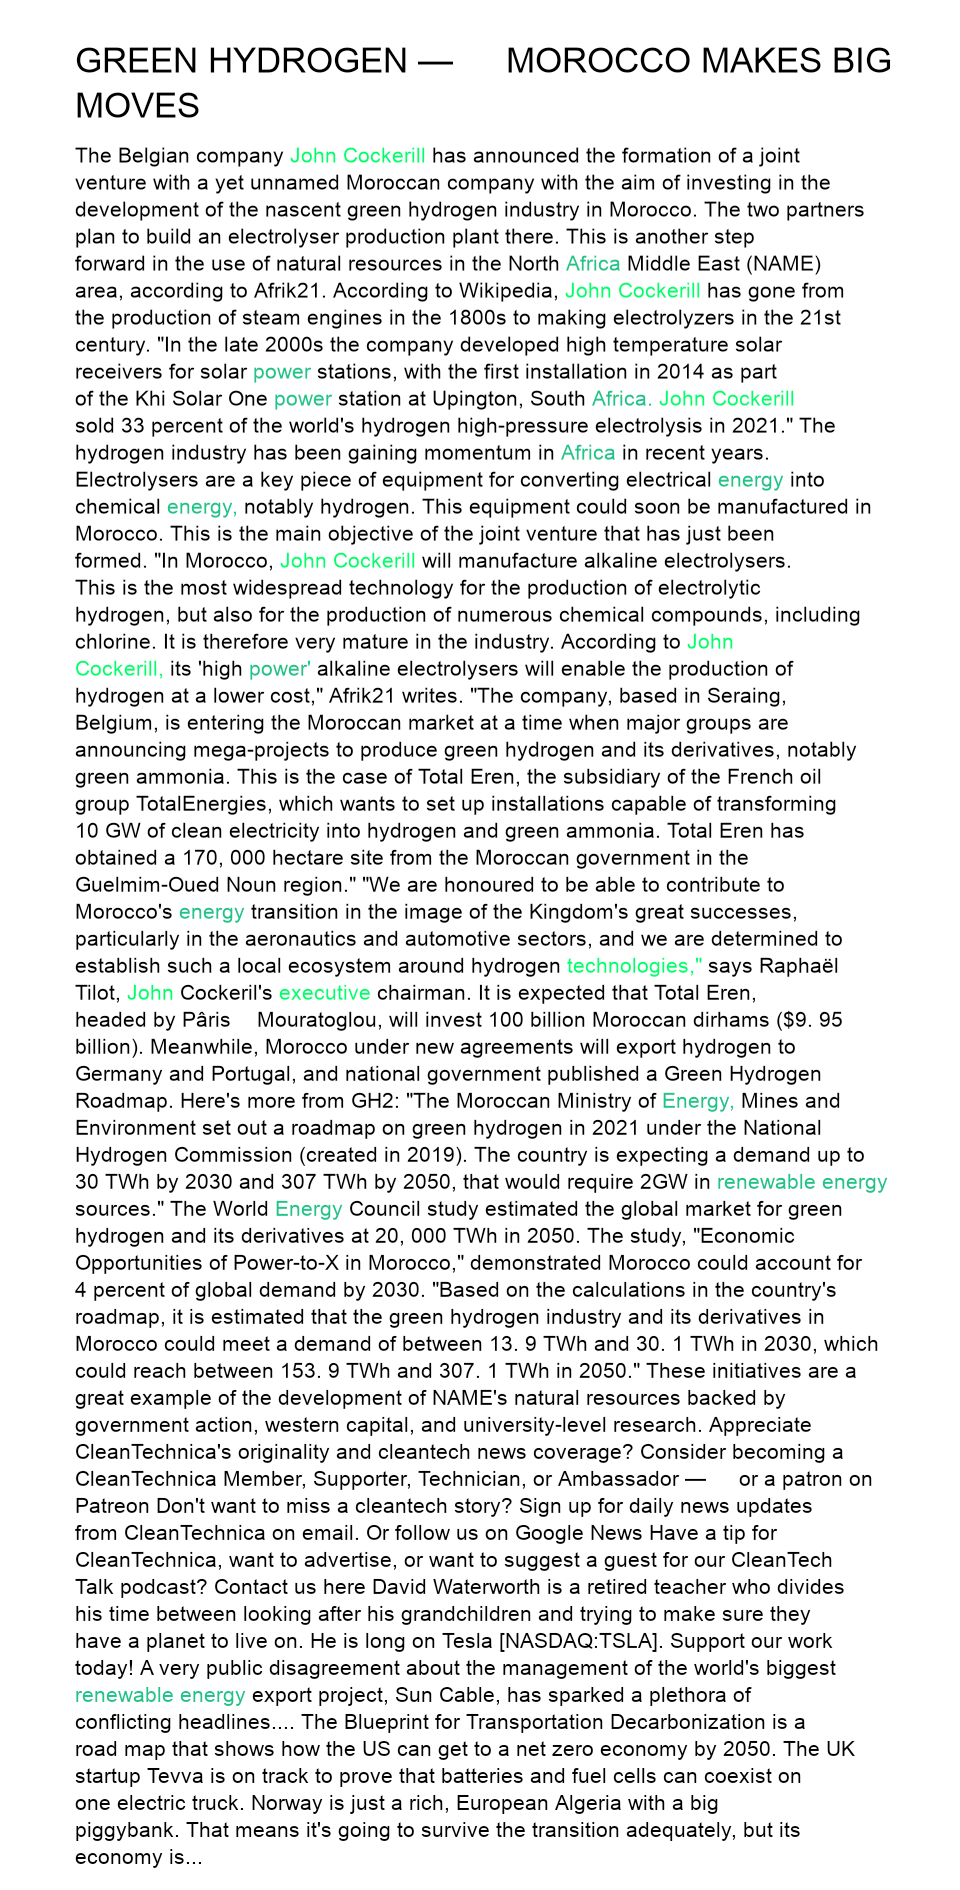 GREEN HYDROGEN — MOROCCO MAKES BIG
MOVES
The Belgian company John Cockerill has announced the formation of a joint
venture with a yet unnamed Moroccan company with the aim of investing in the
development of the nascent green hydrogen industry in Morocco. The two partners
plan to build an electrolyser production plant there. This is another step
forward in the use of natural resources in the North Africa Middle East (NAME)
area, according to Afrik21. According to Wikipedia, John Cockerill has gone from
the production of steam engines in the 1800s to making electrolyzers in the 21st
century. "In the late 2000s the company developed high temperature solar
receivers for solar power stations, with the first installation in 2014 as part
of the Khi Solar One power station at Upington, South Africa. John Cockerill
sold 33 percent of the world's hydrogen high-pressure electrolysis in 2021." The
hydrogen industry has been gaining momentum in Africa in recent years.
Electrolysers are a key piece of equipment for converting electrical energy into
chemical energy, notably hydrogen. This equipment could soon be manufactured in
Morocco. This is the main objective of the joint venture that has just been
formed. "In Morocco, John Cockerill will manufacture alkaline electrolysers.
This is the most widespread technology for the production of electrolytic
hydrogen, but also for the production of numerous chemical compounds, including
chlorine. It is therefore very mature in the industry. According to John
Cockerill, its 'high power' alkaline electrolysers will enable the production of
hydrogen at a lower cost," Afrik21 writes. "The company, based in Seraing,
Belgium, is entering the Moroccan market at a time when major groups are
announcing mega-projects to produce green hydrogen and its derivatives, notably
green ammonia. This is the case of Total Eren, the subsidiary of the French oil
group TotalEnergies, which wants to set up installations capable of transforming
10 GW of clean electricity into hydrogen and green ammonia. Total Eren has
obtained a 170, 000 hectare site from the Moroccan government in the
Guelmim-Oued Noun region." "We are honoured to be able to contribute to
Morocco's energy transition in the image of the Kingdom's great successes,
particularly in the aeronautics and automotive sectors, and we are determined to
establish such a local ecosystem around hydrogen technologies," says Raphaël
Tilot, John Cockeril's executive chairman. It is expected that Total Eren,
headed by Pâris Mouratoglou, will invest 100 billion Moroccan dirhams ($9. 95
billion). Meanwhile, Morocco under new agreements will export hydrogen to
Germany and Portugal, and national government published a Green Hydrogen
Roadmap. Here's more from GH2: "The Moroccan Ministry of Energy, Mines and
Environment set out a roadmap on green hydrogen in 2021 under the National
Hydrogen Commission (created in 2019). The country is expecting a demand up to
30 TWh by 2030 and 307 TWh by 2050, that would require 2GW in renewable energy
sources." The World Energy Council study estimated the global market for green
hydrogen and its derivatives at 20, 000 TWh in 2050. The study, "Economic
Opportunities of Power-to-X in Morocco," demonstrated Morocco could account for
4 percent of global demand by 2030. "Based on the calculations in the country's
roadmap, it is estimated that the green hydrogen industry and its derivatives in
Morocco could meet a demand of between 13. 9 TWh and 30. 1 TWh in 2030, which
could reach between 153. 9 TWh and 307. 1 TWh in 2050." These initiatives are a
great example of the development of NAME's natural resources backed by
government action, western capital, and university-level research. Appreciate
CleanTechnica's originality and cleantech news coverage? Consider becoming a
CleanTechnica Member, Supporter, Technician, or Ambassador — or a patron on
Patreon Don't want to miss a cleantech story? Sign up for daily news updates
from CleanTechnica on email. Or follow us on Google News Have a tip for
CleanTechnica, want to advertise, or want to suggest a guest for our CleanTech
Talk podcast? Contact us here David Waterworth is a retired teacher who divides
his time between looking after his grandchildren and trying to make sure they
have a planet to live on. He is long on Tesla [NASDAQ:TSLA]. Support our work
today! A very public disagreement about the management of the world's biggest
renewable energy export project, Sun Cable, has sparked a plethora of
conflicting headlines.... The Blueprint for Transportation Decarbonization is a
road map that shows how the US can get to a net zero economy by 2050. The UK
startup Tevva is on track to prove that batteries and fuel cells can coexist on
one electric truck. Norway is just a rich, European Algeria with a big
piggybank. That means it's going to survive the transition adequately, but its
economy is...